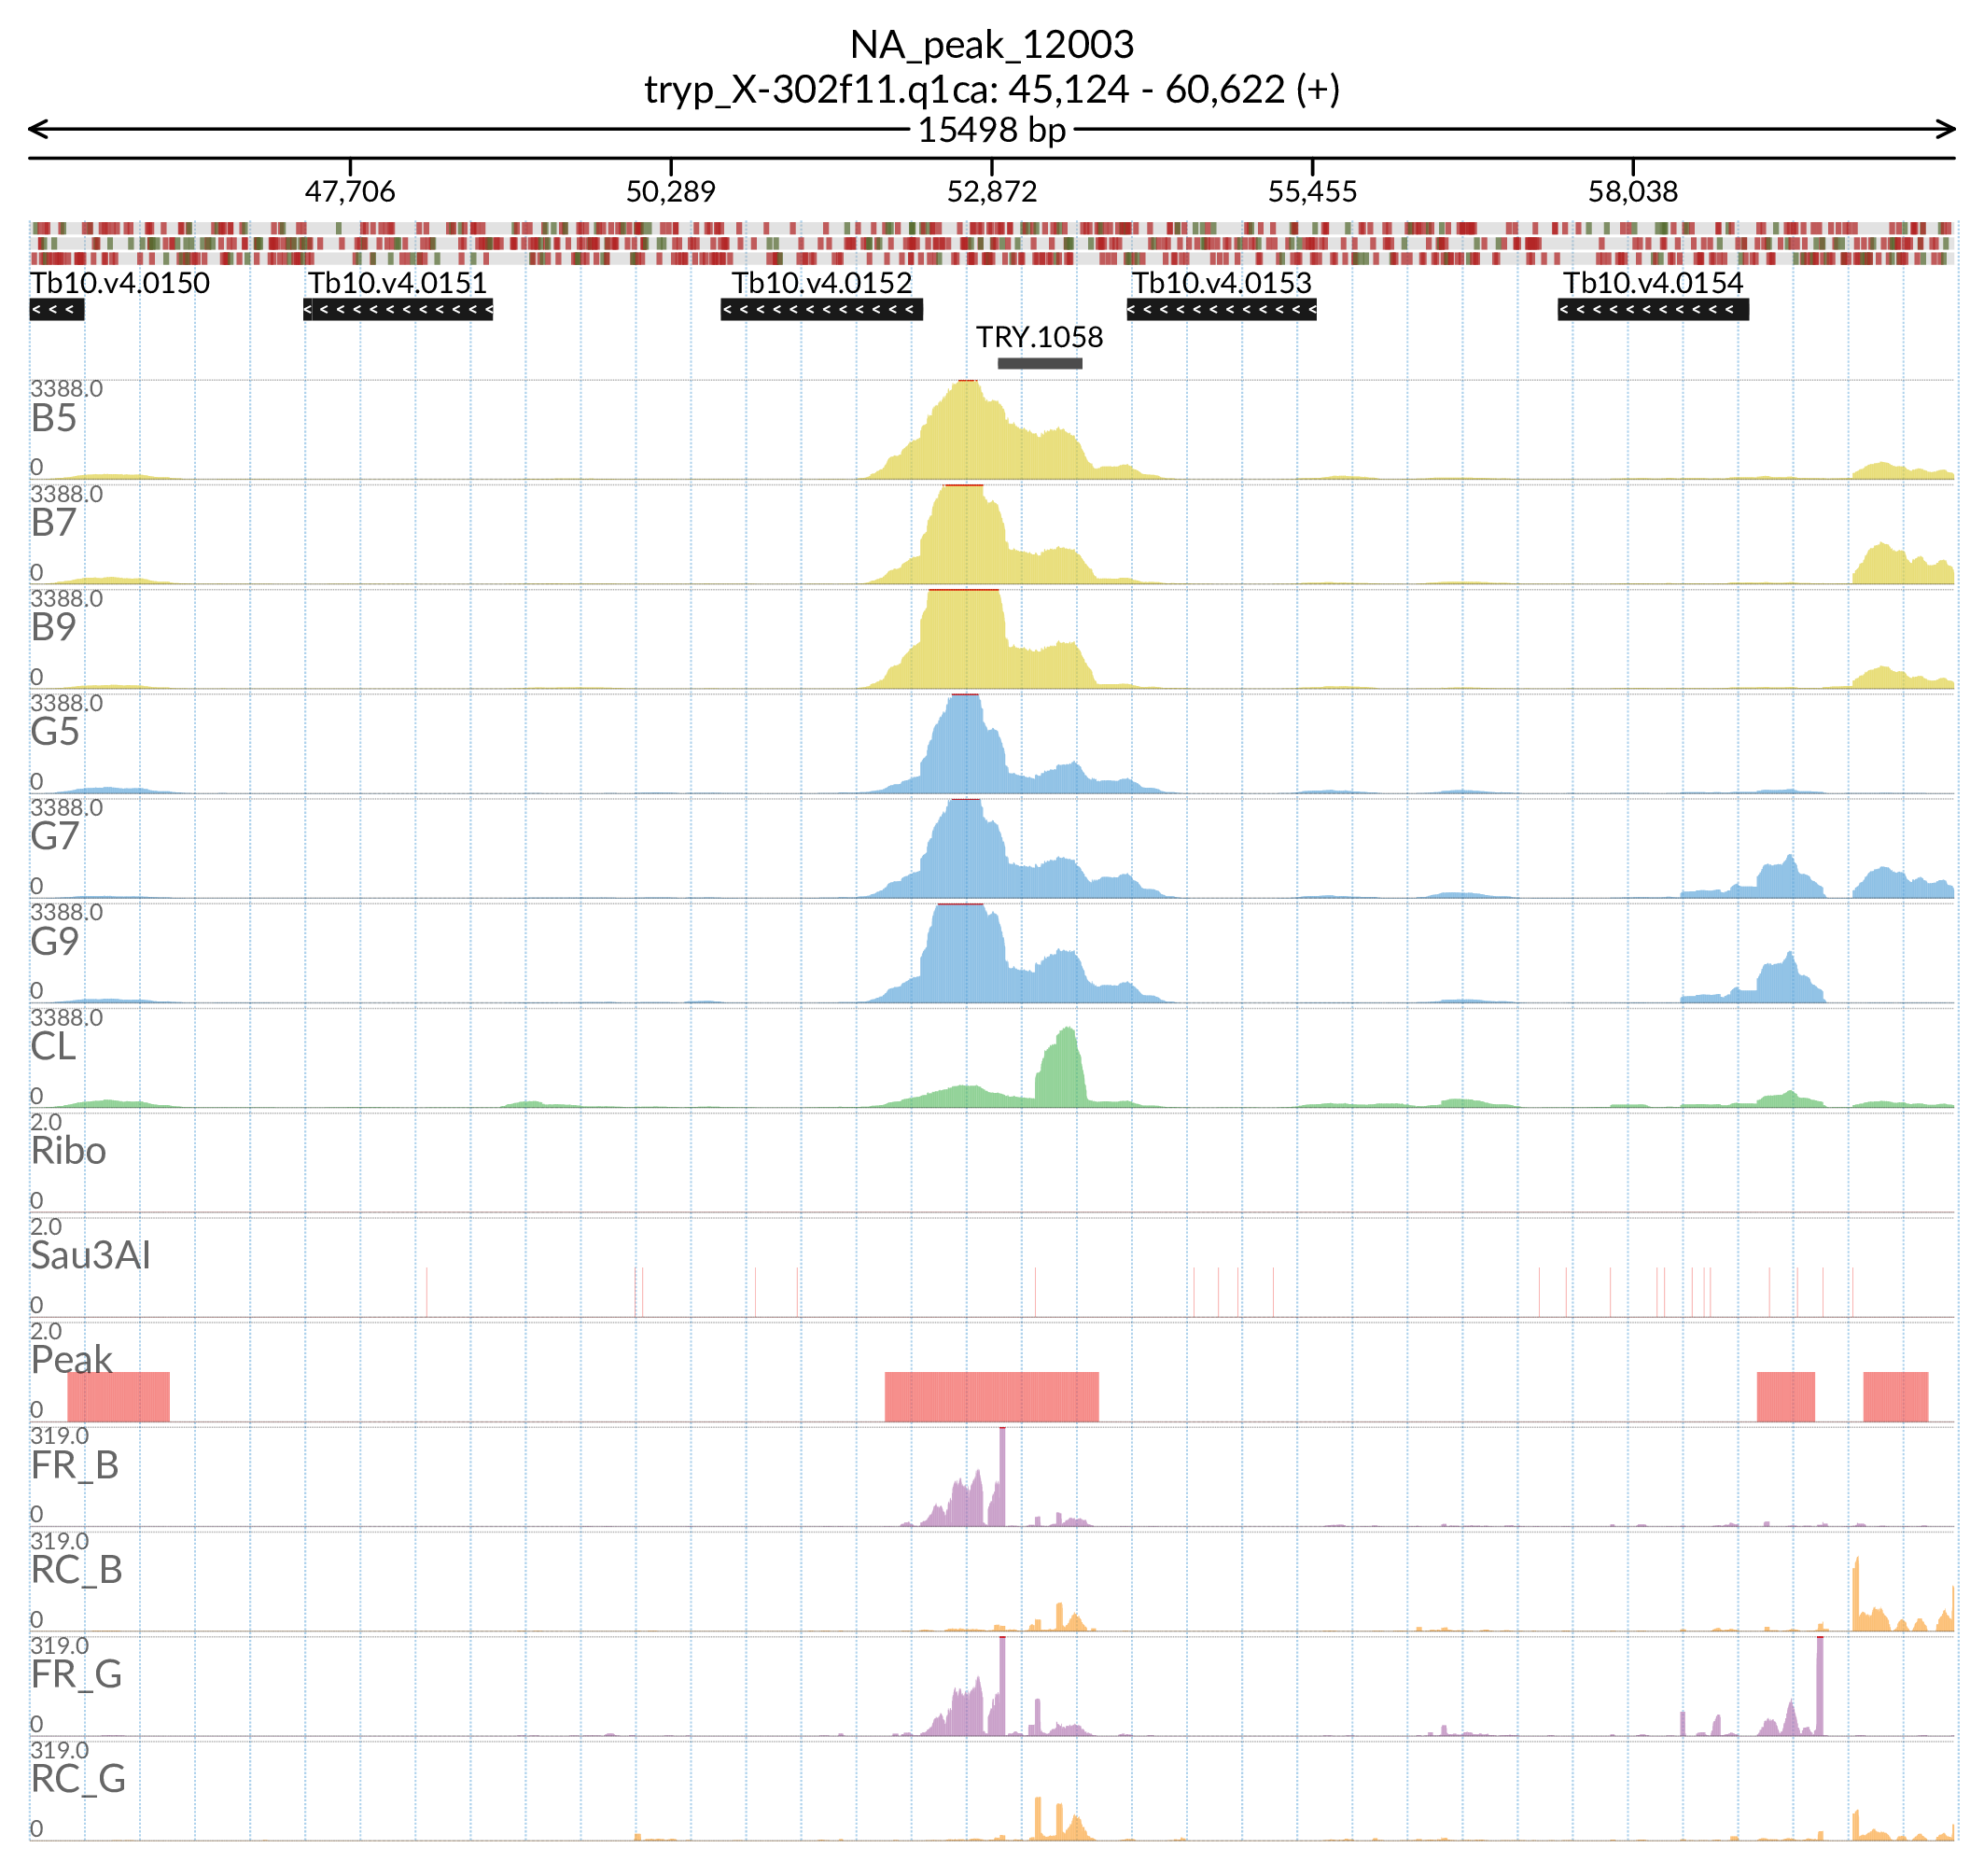 NA_peak_12003
tryp_X-302f11.q1ca: 45,124 - 60,622 (+)
15498 bp
47,706 50,289 52,872 55,455 58,038
Tb10.v4.0150 Tb10.v4.0151 Tb10.v4.0152 Tb10.v4.0153 Tb10.v4.0154
TRY.1058
3388.0
B5
0
3388.0
B7
0
3388.0
B9
0
3388.0
G5
0
3388.0
G7
0
3388.0
G9
0
3388.0
CL
0
2.0
Ribo
0
2.0
Sau3AI
0
2.0
Peak
0
319.0
FR_B
0
319.0
RC_B
0
319.0
FR_G
0
319.0
RC_G
0